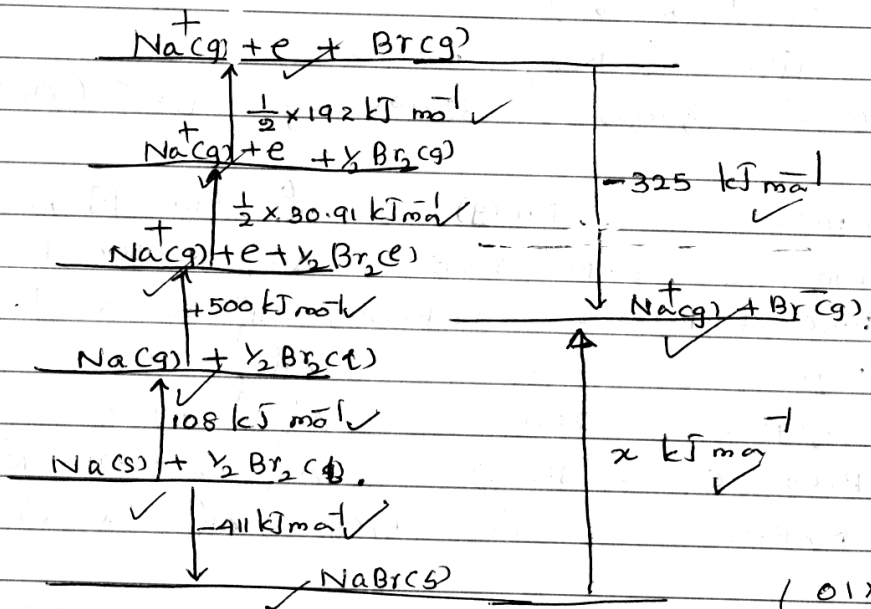 Na⁺(g) + e + Br(g)
½ × 192 kJ mol⁻¹
Na⁺(g) + e + ½ Br₂(g)
-325 kJ mol⁻¹
½ × 30.91 kJ mol⁻¹
Na⁺(g) + e + ½ Br₂(l)
+500 kJ mol⁻¹
Na⁺(g) + Br⁻(g)
Na(g) + ½ Br₂(l)
108 kJ mol⁻¹
x kJ mol⁻¹
Na(s) + ½ Br₂(l)
-411 kJ mol⁻¹
NaBr(s)